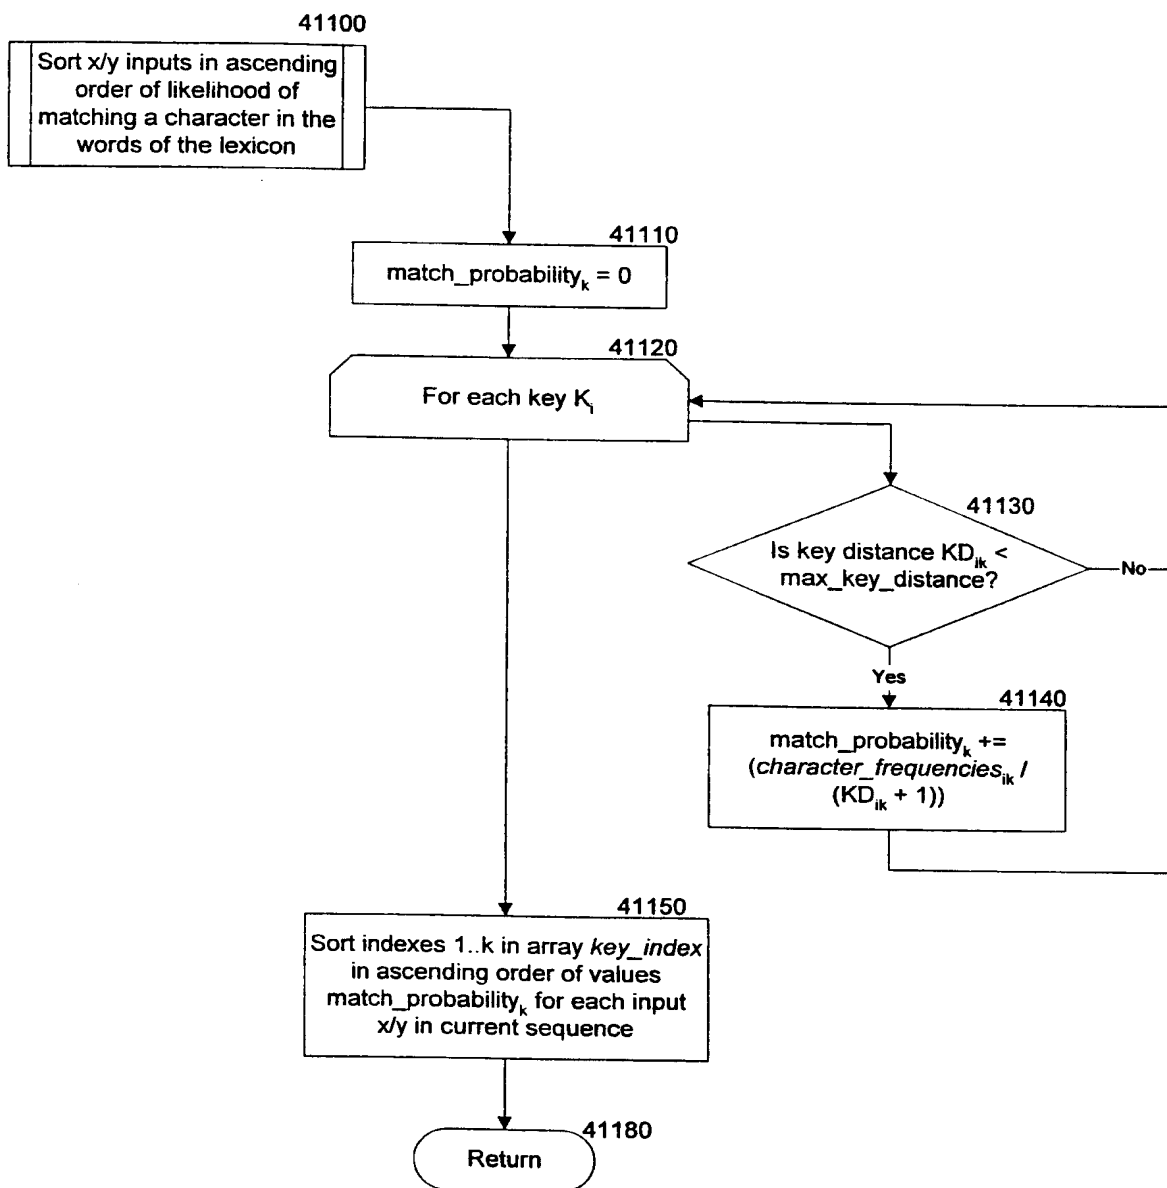 41100
Sort x/y inputs in ascending
order of likelihood of
matching a character in the
words of the lexicon
41110
match_probabilityₖ = 0
41120
For each key Kᵢ
41130
Is key distance KDᵢₖ <
max_key_distance?
No
Yes
41140
match_probabilityₖ +=
(character_frequenciesᵢₖ /
(KDᵢₖ + 1))
41150
Sort indexes 1..k in array key_index
in ascending order of values
match_probabilityₖ for each input
x/y in current sequence
41180
Return